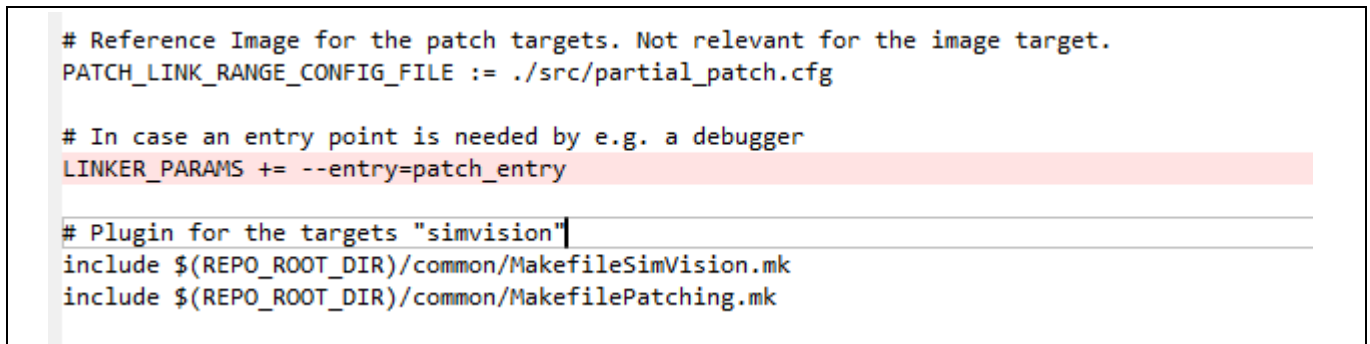 # Reference Image for the patch targets. Not relevant for the image target.
PATCH_LINK_RANGE_CONFIG_FILE := ./src/partial_patch.cfg
# In case an entry point is needed by e.g. a debugger
LINKER_PARAMS += --entry=patch_entry
# Plugin for the targets "simvision"
include $(REPO_ROOT_DIR)/common/MakefileSimVision.mk
include $(REPO_ROOT_DIR)/common/MakefilePatching.mk